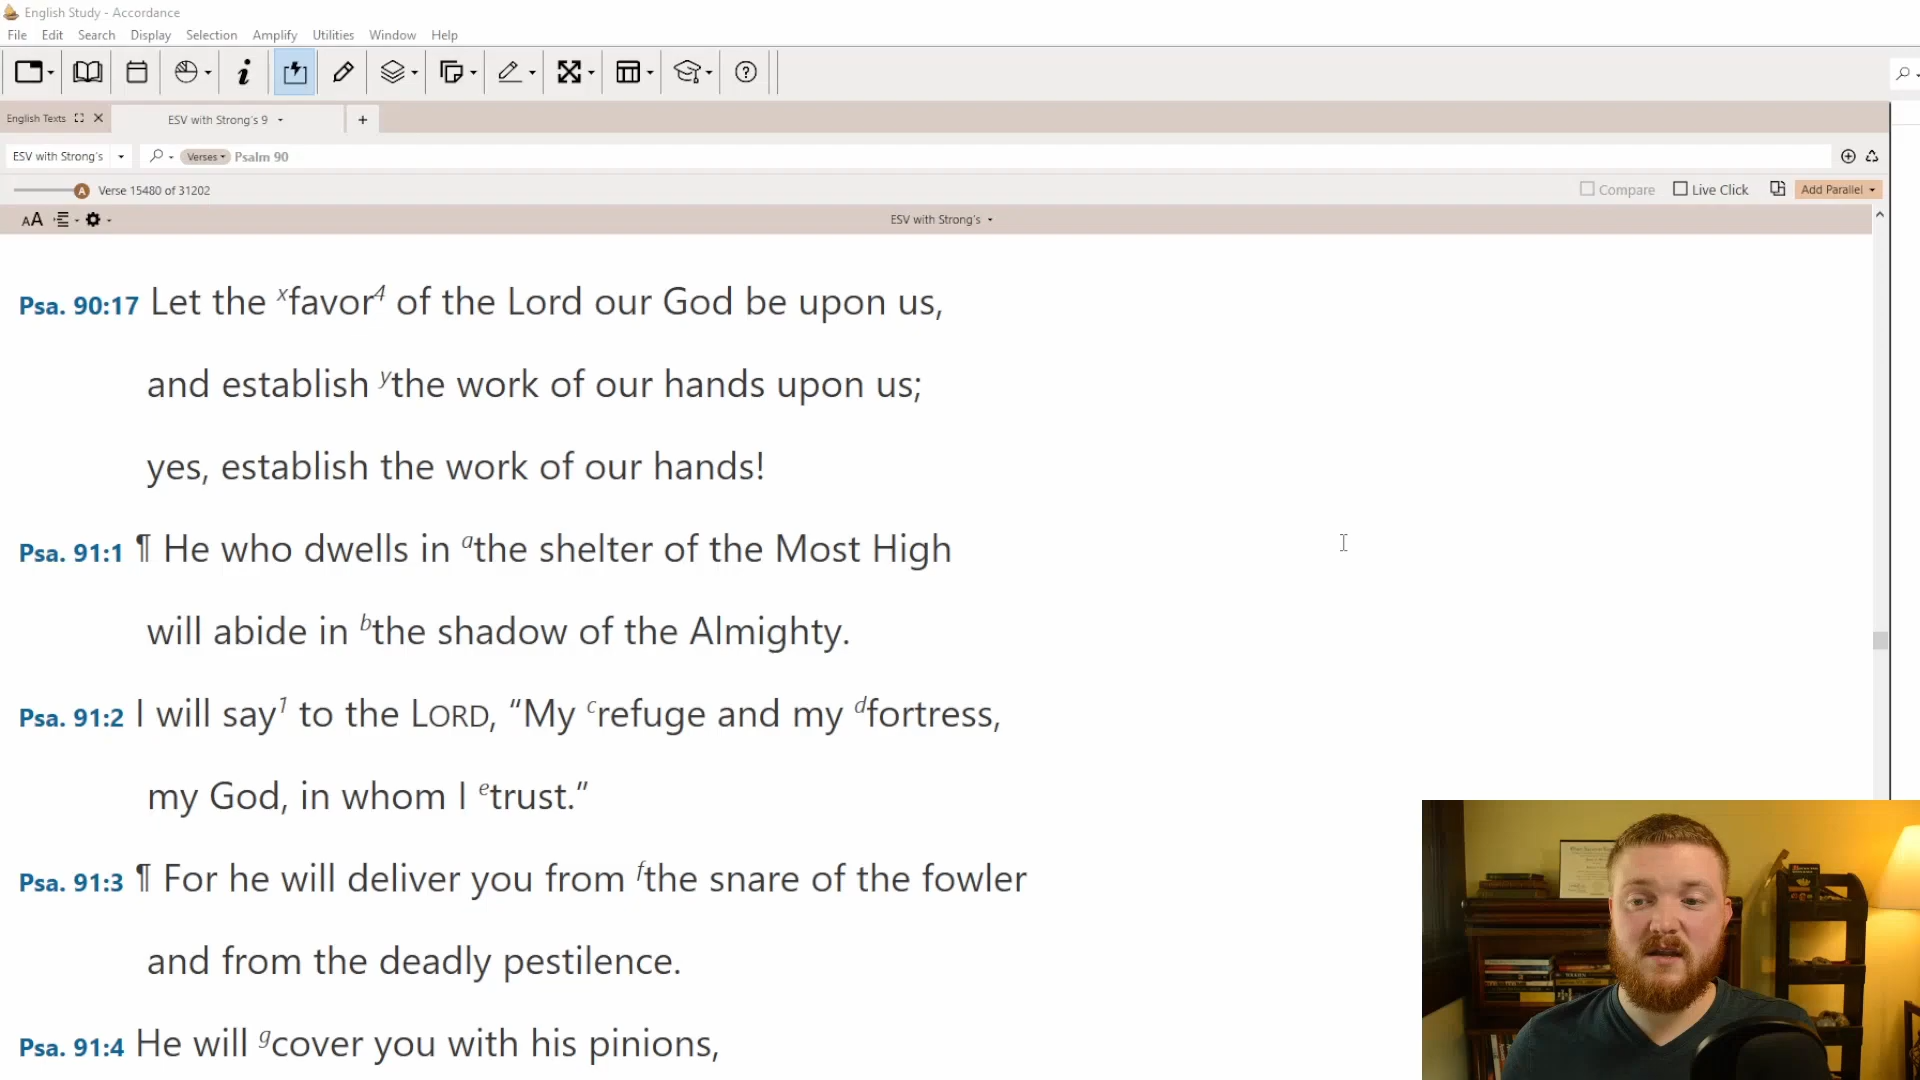 English Study - Accordance
File Edit Search Display Selection Amplify Utilities Window Help
English Texts
ESV with Strong's 9
+
ESV with Strong's
Verses
Psalm 90
A
Verse 15480 of 31202
Compare
Live Click
Add Parallel
AA
ESV with Strong's
Psa. 90:17 Let the xfavor4 of the Lord our God be upon us,
and establish ythe work of our hands upon us;
yes, establish the work of our hands!
Psa. 91:1 ¶ He who dwells in athe shelter of the Most High
will abide in bthe shadow of the Almighty.
Psa. 91:2 I will say1 to the LORD, “My crefuge and my dfortress,
my God, in whom I etrust.”
Psa. 91:3 ¶ For he will deliver you from fthe snare of the fowler
and from the deadly pestilence.
Psa. 91:4 He will gcover you with his pinions,